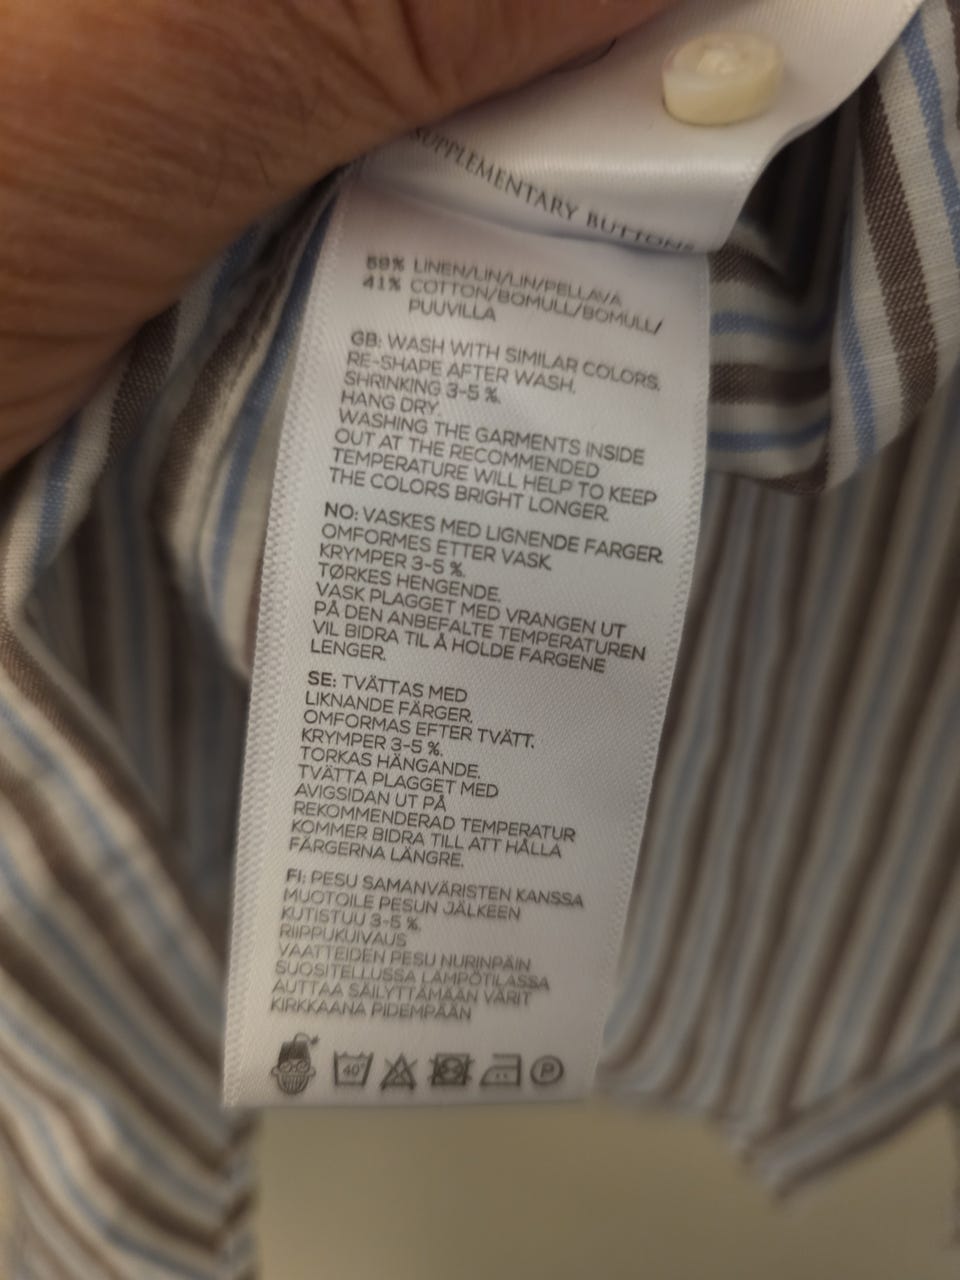 SUPPLEMENTARY BUTTONS
59% LINEN/LIN/LIN/PELLAVA
41% COTTON/BOMULL/BOMULL/
PUUVILLA
GB: WASH WITH SIMILAR COLORS.
RE-SHAPE AFTER WASH.
SHRINKING 3-5 %.
HANG DRY.
WASHING THE GARMENTS INSIDE
OUT AT THE RECOMMENDED
TEMPERATURE WILL HELP TO KEEP
THE COLORS BRIGHT LONGER.
NO: VASKES MED LIGNENDE FARGER.
OMFORMES ETTER VASK.
KRYMPER 3-5 %.
TØRKES HENGENDE.
VASK PLAGGET MED VRANGEN UT
PÅ DEN ANBEFALTE TEMPERATUREN
VIL BIDRA TIL Å HOLDE FARGENE
LENGER.
SE: TVÄTTAS MED
LIKNANDE FÄRGER.
OMFORMAS EFTER TVÄTT.
KRYMPER 3-5 %.
TORKAS HÄNGANDE.
TVÄTTA PLAGGET MED
AVIGSIDAN UT PÅ
REKOMMENDERAD TEMPERATUR
KOMMER BIDRA TILL ATT HÅLLA
FÄRGERNA LÄNGRE.
FI: PESU SAMANVÄRISTEN KANSSA
MUOTOILE PESUN JÄLKEEN
KUTISTUU 3-5 %.
RIIPPUKUIVAUS
VAATTEIDEN PESU NURINPÄIN
SUOSITELLUSSA LÄMPÖTILASSA
AUTTAA SÄILYTTÄMÄÄN VÄRIT
KIRKKAANA PIDEMPÄÄN
40° P